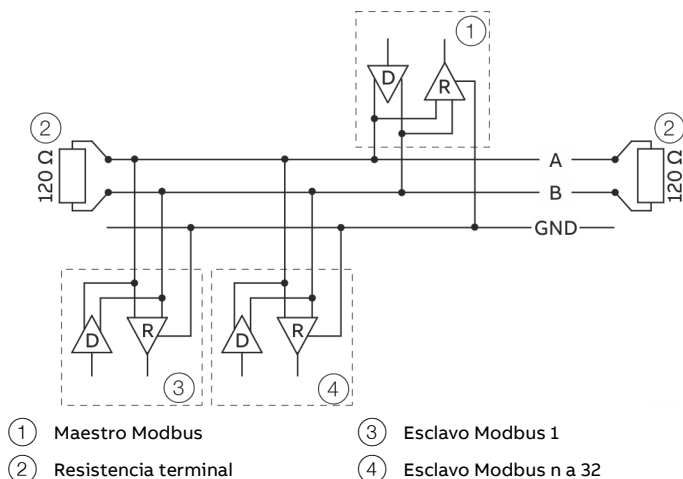 1
D R
2 2
120 Ω 120 Ω
A
B
GND
D R D R
3 4
1 Maestro Modbus 3 Esclavo Modbus 1
2 Resistencia terminal 4 Esclavo Modbus n a 32